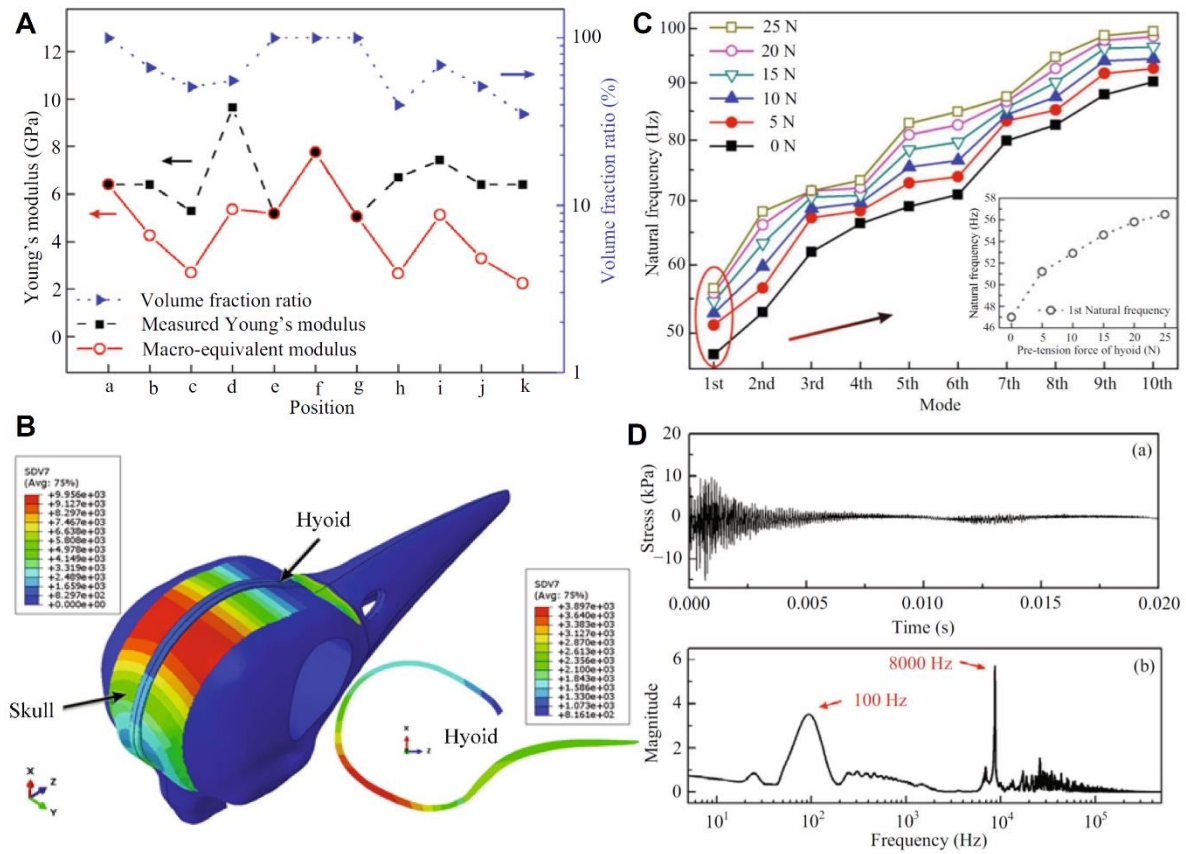 A
12
10
8
6
4
2
0
Young's modulus (GPa)
100
10
1
Volume fraction ratio (%)
Volume fraction ratio
Measured Young's modulus
Macro-equivalent modulus
a b c d e f g h i j k
Position
C
100
90
80
70
60
50
Natural frequency (Hz)
25 N
20 N
15 N
10 N
5 N
0 N
58
56
54
52
50
48
46
Natural frequency (Hz)
1st Natural frequency
0 5 10 15 20 25
Pre-tension force of hyoid (N)
1st 2nd 3rd 4th 5th 6th 7th 8th 9th 10th
Mode
B
SDV7
(Avg: 75%)
+9.956e+03
+9.127e+03
+8.297e+03
+7.467e+03
+6.638e+03
+5.808e+03
+4.978e+03
+4.149e+03
+3.319e+03
+2.489e+03
+1.659e+03
+8.297e+02
+0.000e+00
Hyoid
Skull
SDV7
(Avg: 75%)
+3.897e+03
+3.640e+03
+3.383e+03
+3.127e+03
+2.870e+03
+2.613e+03
+2.356e+03
+2.100e+03
+1.843e+03
+1.586e+03
+1.330e+03
+1.073e+03
+8.161e+02
Hyoid
X
Z
X
Z
Y
D
(a)
20
10
0
−10
Stress (kPa)
0.000 0.005 0.010 0.015 0.020
Time (s)
(b)
6
4
2
0
Magnitude
8000 Hz
100 Hz
10¹ 10² 10³ 10⁴ 10⁵
Frequency (Hz)